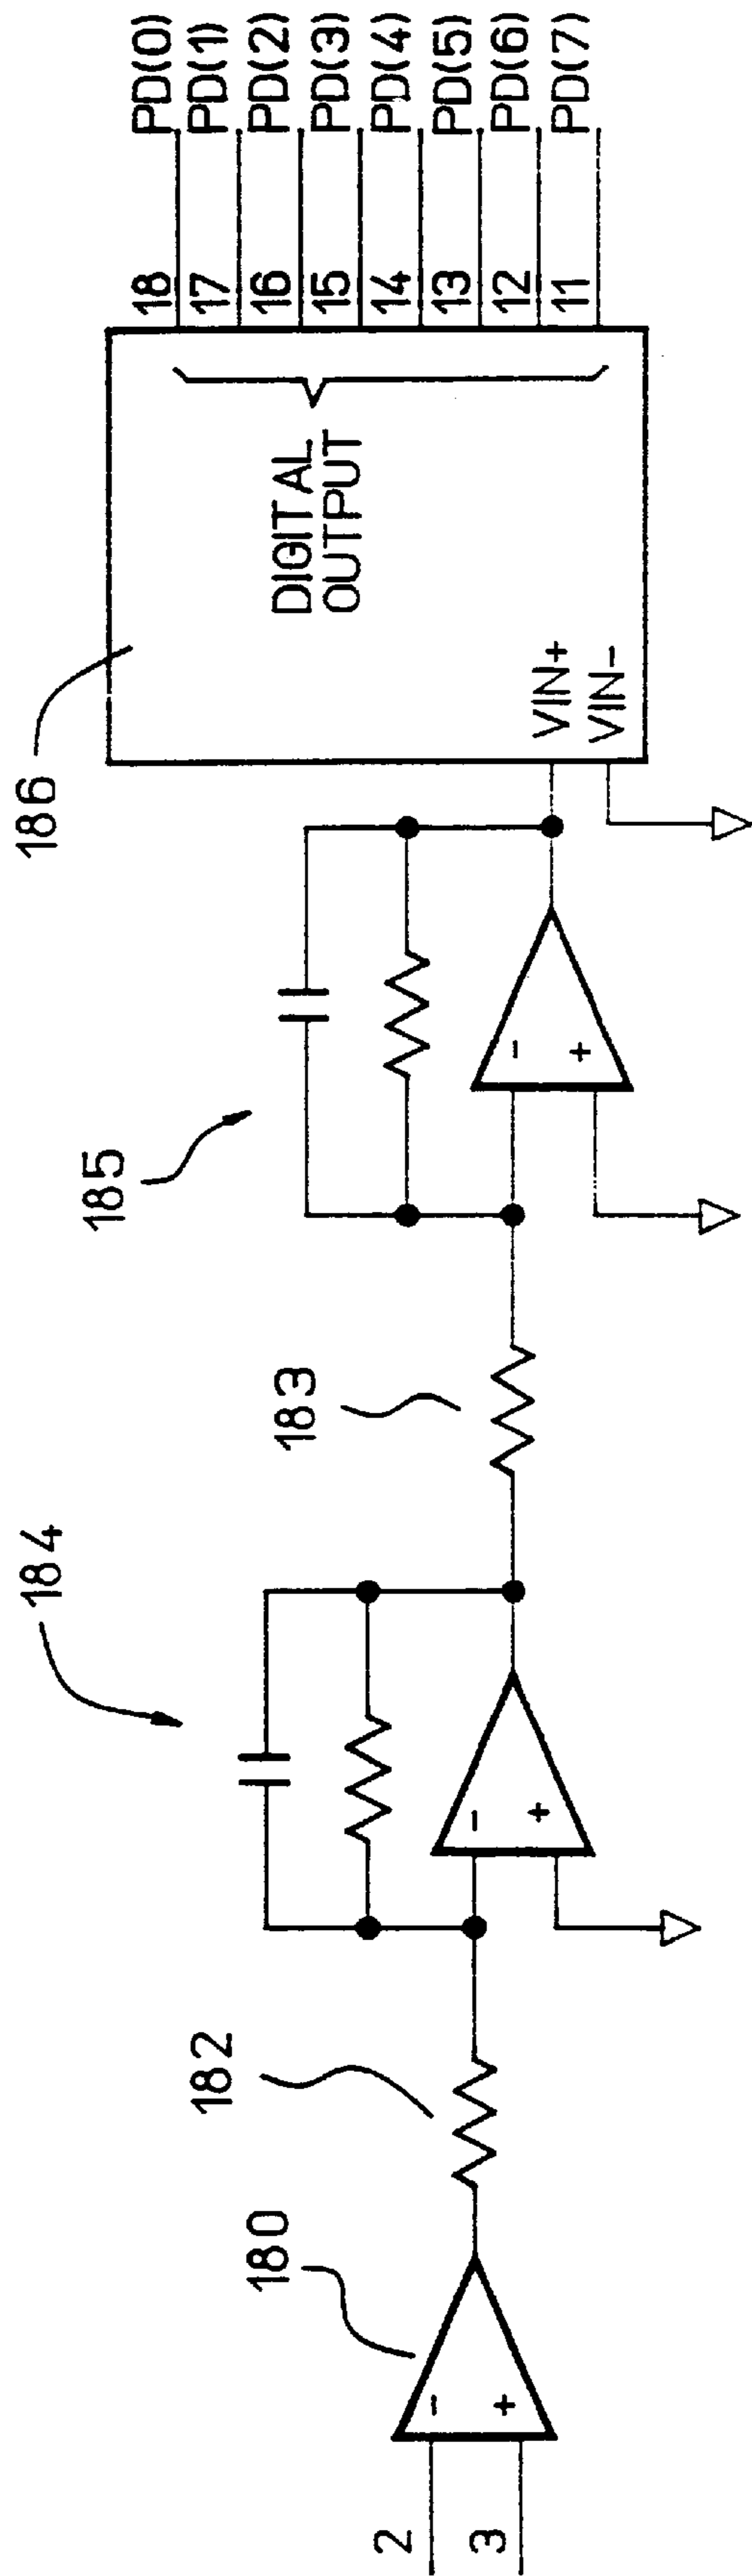 2
3
-
+
180
182
184
-
+
183
185
-
+
186
VIN+
VIN-
DIGITAL
OUTPUT
18 PD(0)
17 PD(1)
16 PD(2)
15 PD(3)
14 PD(4)
13 PD(5)
12 PD(6)
11 PD(7)